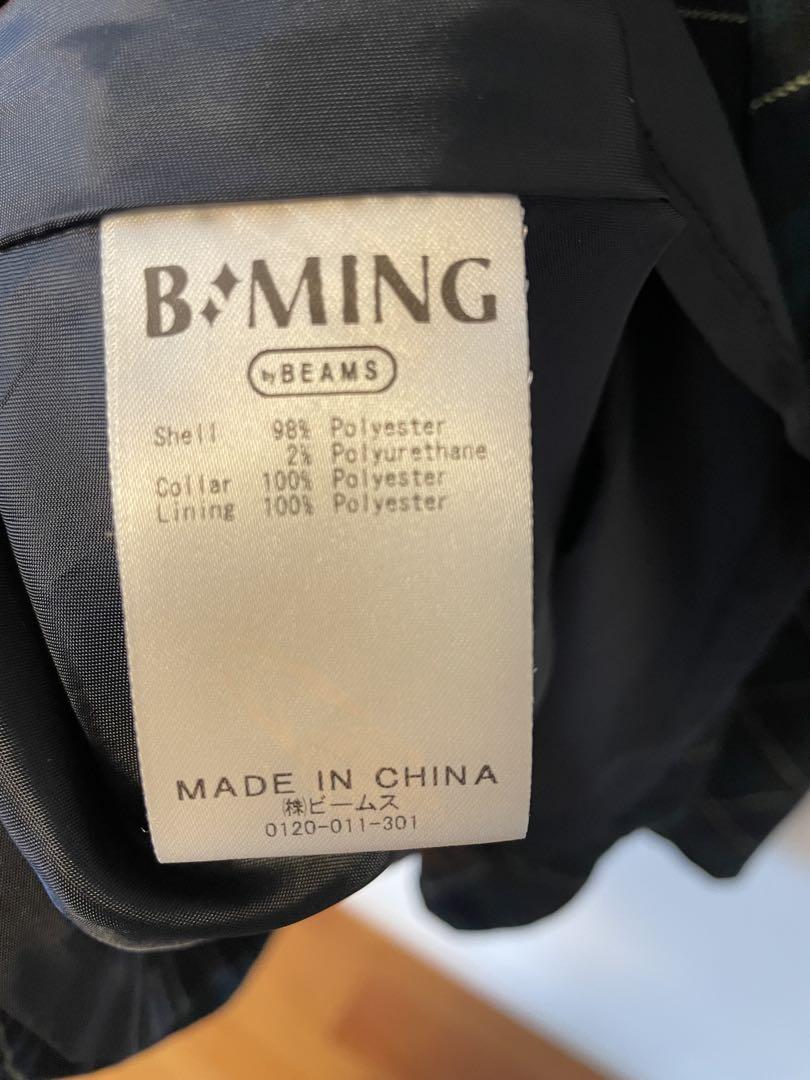 B:MING
by BEAMS
Shell 98% Polyester
2% Polyurethane
Collar 100% Polyester
Lining 100% Polyester
MADE IN CHINA
㈱ビームス
0120-011-301